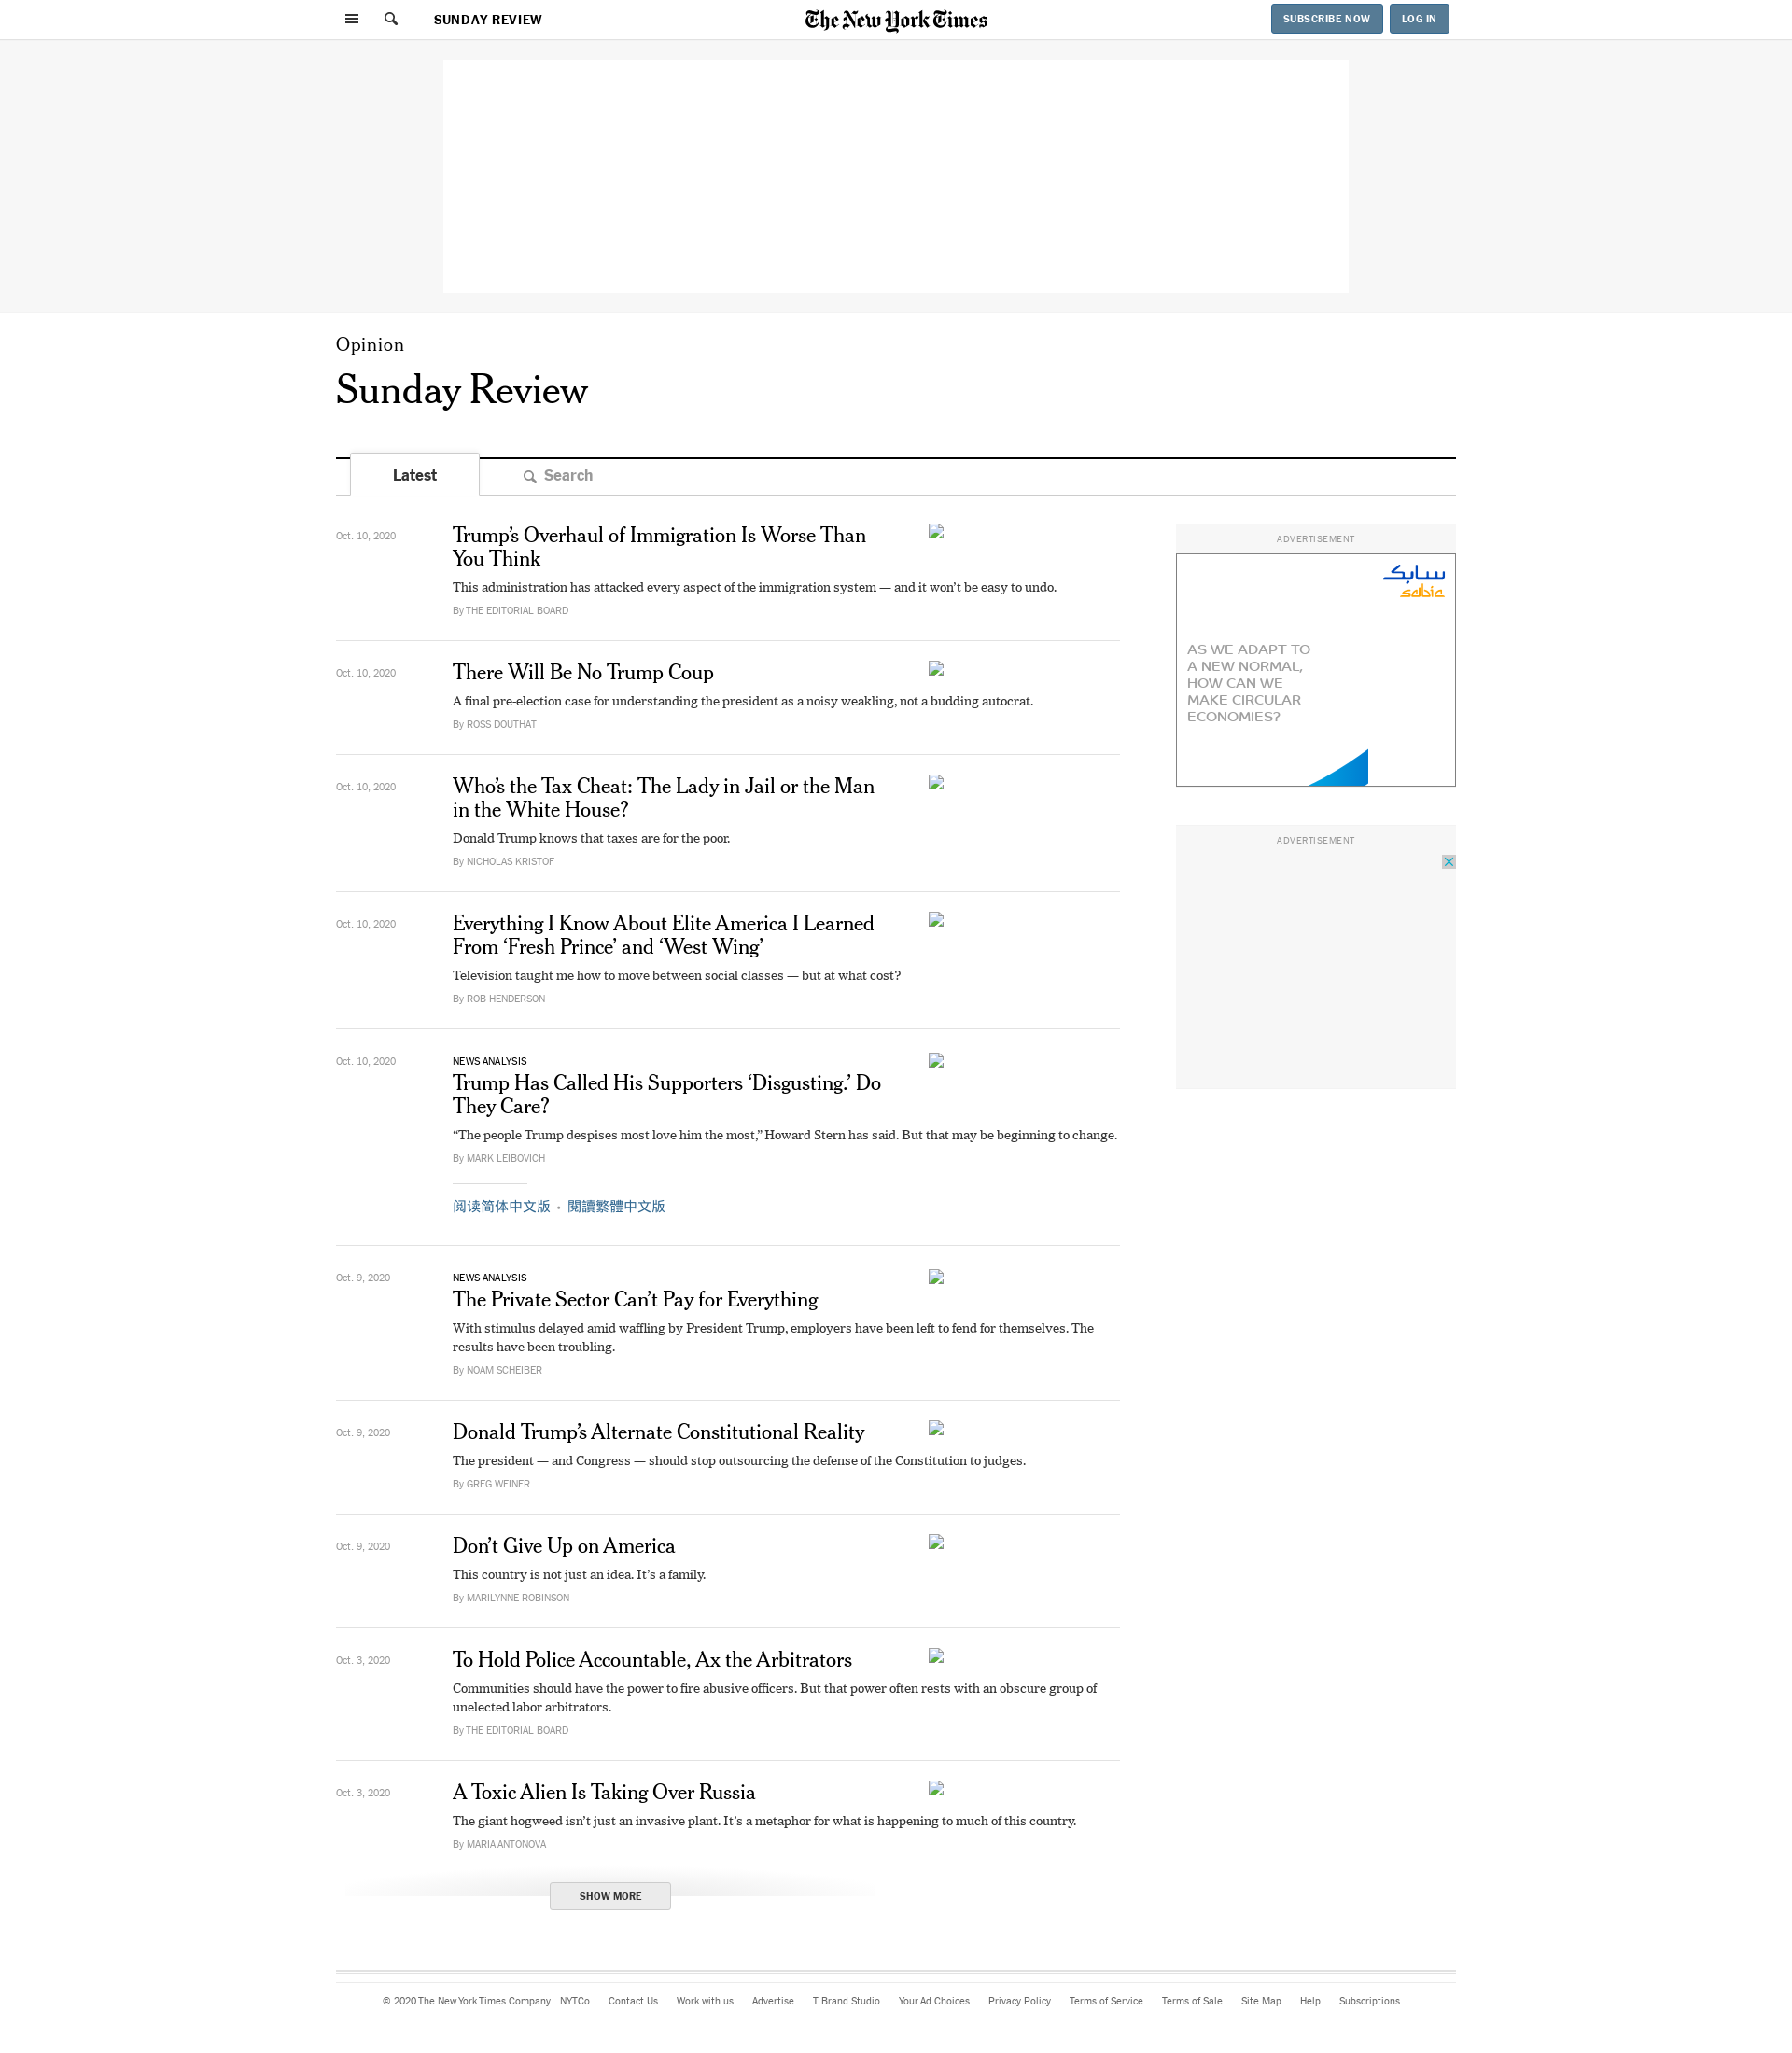 SUNDAY REVIEW
The New York Times
SUBSCRIBE NOW
LOG IN
Opinion
Sunday Review
Latest
Search
Oct. 10, 2020
Trump’s Overhaul of Immigration Is Worse Than
You Think
This administration has attacked every aspect of the immigration system — and it won’t be easy to undo.
By THE EDITORIAL BOARD
Oct. 10, 2020
There Will Be No Trump Coup
A final pre-election case for understanding the president as a noisy weakling, not a budding autocrat.
By ROSS DOUTHAT
Oct. 10, 2020
Who’s the Tax Cheat: The Lady in Jail or the Man
in the White House?
Donald Trump knows that taxes are for the poor.
By NICHOLAS KRISTOF
Oct. 10, 2020
Everything I Know About Elite America I Learned
From ‘Fresh Prince’ and ‘West Wing’
Television taught me how to move between social classes — but at what cost?
By ROB HENDERSON
Oct. 10, 2020
NEWS ANALYSIS
Trump Has Called His Supporters ‘Disgusting.’ Do
They Care?
“The people Trump despises most love him the most,” Howard Stern has said. But that may be beginning to change.
By MARK LEIBOVICH
阅读简体中文版 • 閱讀繁體中文版
Oct. 9, 2020
NEWS ANALYSIS
The Private Sector Can’t Pay for Everything
With stimulus delayed amid waffling by President Trump, employers have been left to fend for themselves. The
results have been troubling.
By NOAM SCHEIBER
Oct. 9, 2020
Donald Trump’s Alternate Constitutional Reality
The president — and Congress — should stop outsourcing the defense of the Constitution to judges.
By GREG WEINER
Oct. 9, 2020
Don’t Give Up on America
This country is not just an idea. It’s a family.
By MARILYNNE ROBINSON
Oct. 3, 2020
To Hold Police Accountable, Ax the Arbitrators
Communities should have the power to fire abusive officers. But that power often rests with an obscure group of
unelected labor arbitrators.
By THE EDITORIAL BOARD
Oct. 3, 2020
A Toxic Alien Is Taking Over Russia
The giant hogweed isn’t just an invasive plant. It’s a metaphor for what is happening to much of this country.
By MARIA ANTONOVA
SHOW MORE
ADVERTISEMENT
سابك
sabic
AS WE ADAPT TO
A NEW NORMAL,
HOW CAN WE
MAKE CIRCULAR
ECONOMIES?
ADVERTISEMENT
© 2020 The New York Times Company NYTCo Contact Us Work with us Advertise T Brand Studio Your Ad Choices Privacy Policy Terms of Service Terms of Sale Site Map Help Subscriptions